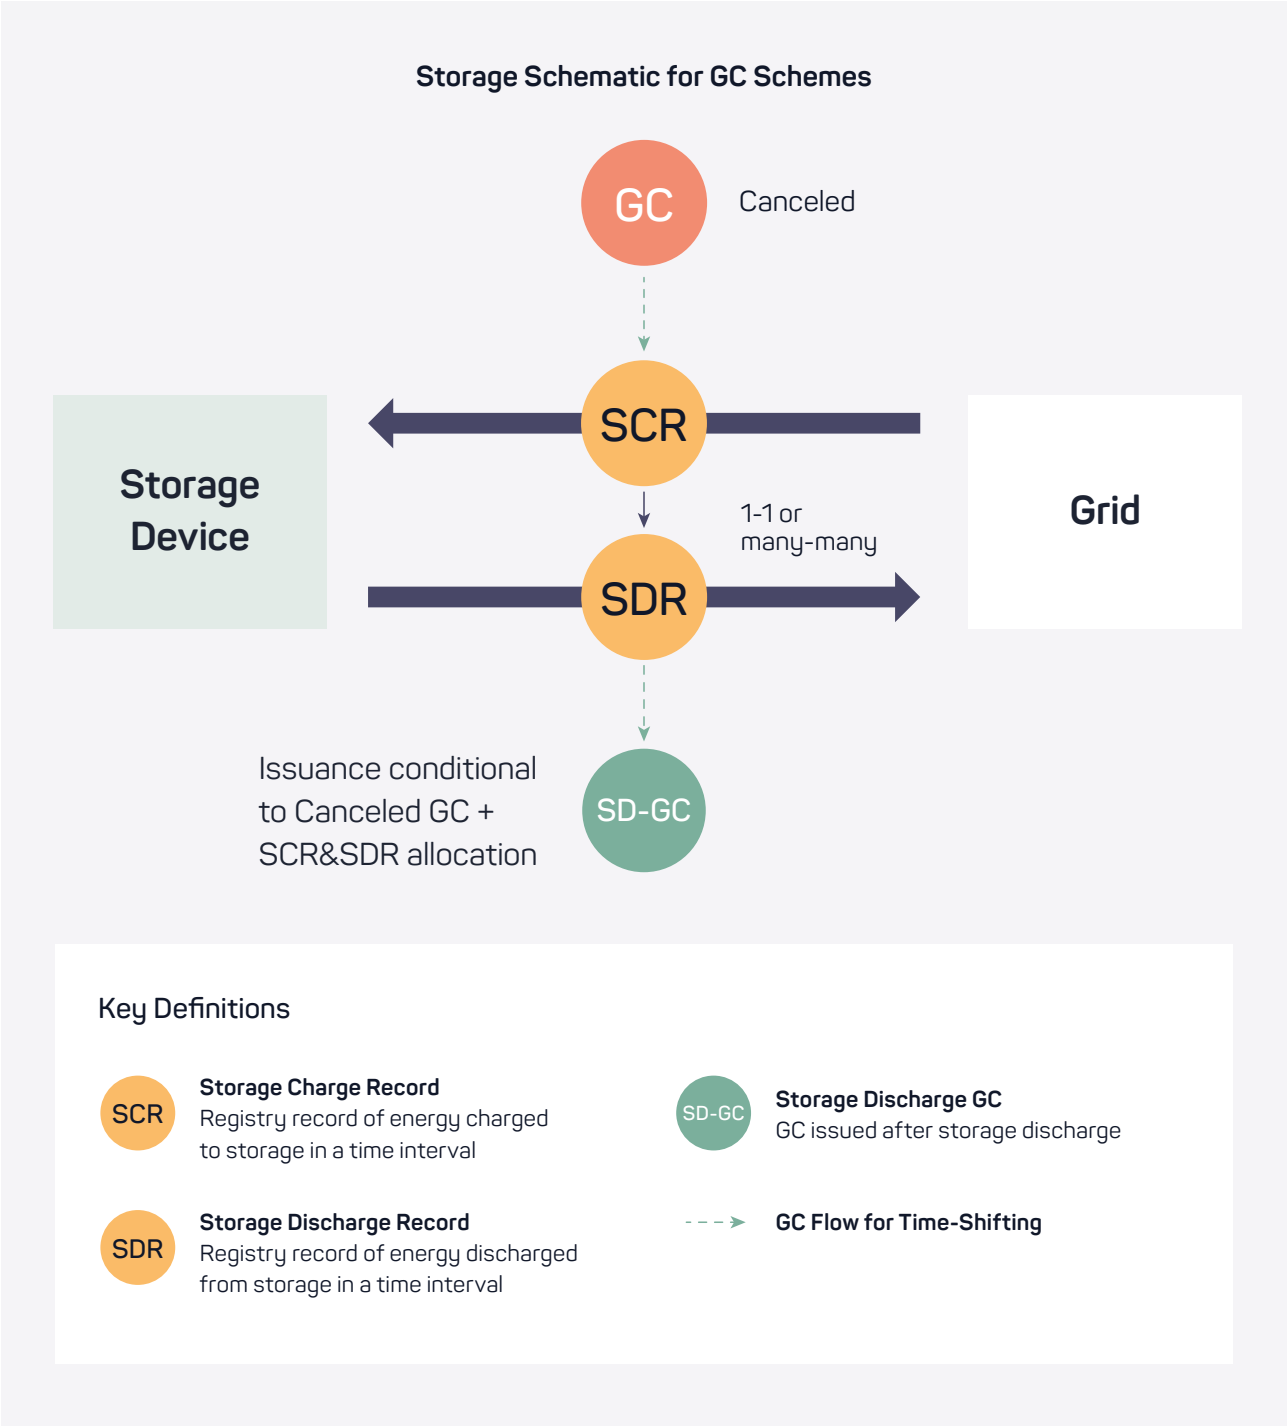 Storage Schematic for GC Schemes
GC
Canceled
SCR
Storage
Device
1-1 or
many-many
Grid
SDR
Issuance conditional
to Canceled GC +
SCR&SDR allocation
SD-GC
Key Definitions
SCR
Storage Charge Record
Registry record of energy charged
to storage in a time interval
SDR
Storage Discharge Record
Registry record of energy discharged
from storage in a time interval
SD-GC
Storage Discharge GC
GC issued after storage discharge
GC Flow for Time-Shifting